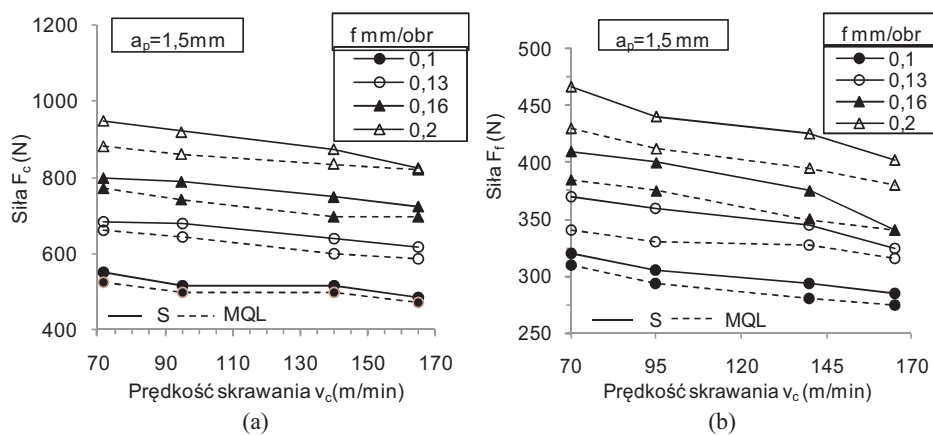 a_p=1,5mm
f mm/obr
0,1
0,13
0,16
0,2
1200
1000
800
600
400
Siła F_c (N)
S
MQL
70 90 110 130 150 170
Prędkość skrawania v_c(m/min)
(a)
a_p=1,5 mm
f mm/obr
0,1
0,13
0,16
0,2
500
450
400
350
300
250
Siła F_f (N)
S
MQL
70 95 120 145 170
Prędkość skrawania v_c (m/min)
(b)